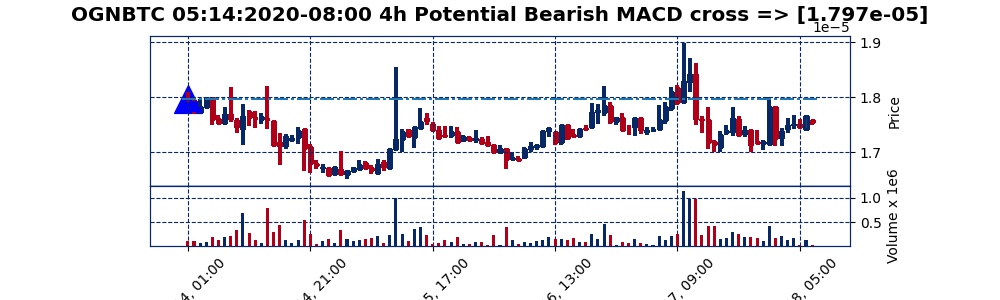 OGNBTC 05:14:2020-08:00 4h Potential Bearish MACD cross => [1.797e-05]
1e−5
1.9
1.8
1.7
Price
1.0
0.5
Volume x 1e6
4, 01:00
4, 21:00
5, 17:00
6, 13:00
7, 09:00
8, 05:00